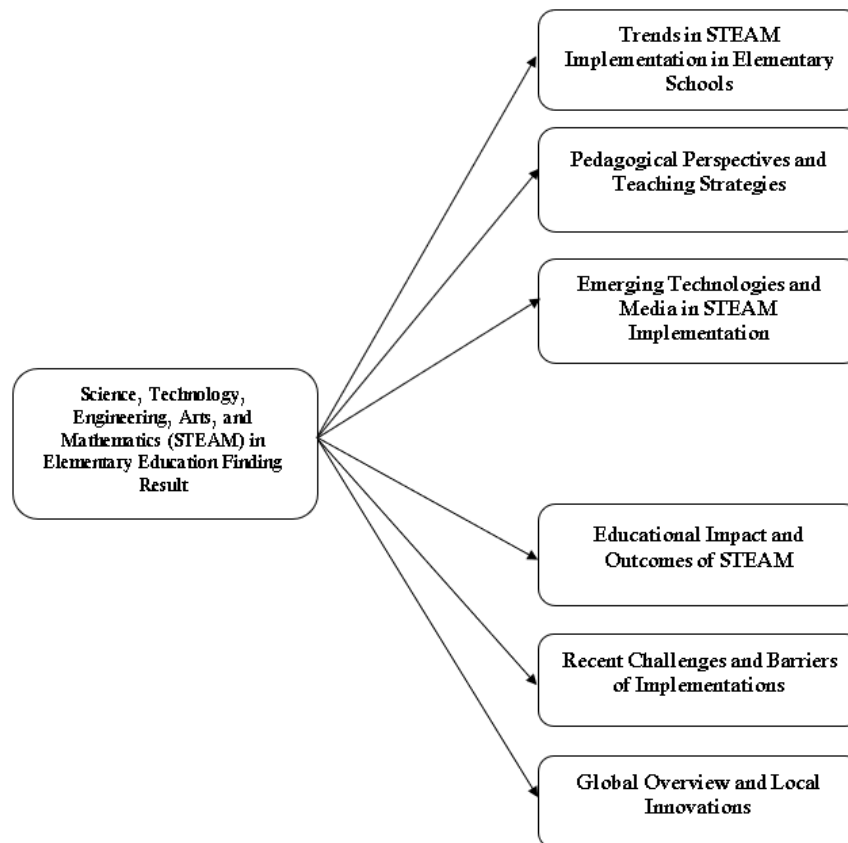 Trends in STEAM
Implementation in Elementary
Schools
Pedagogical Perspectives and
Teaching Strategies
Emerging Technologies and
Media in STEAM
Implementation
Science, Technology,
Engineering, Arts, and
Mathematics (STEAM) in
Elementary Education Finding
Result
Educational Impact and
Outcomes of STEAM
Recent Challenges and Barriers
of Implementations
Global Overview and Local
Innovations